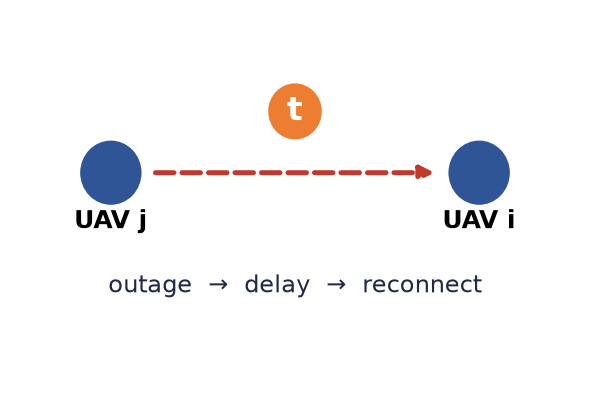 t
UAV j
UAV i
outage → delay → reconnect